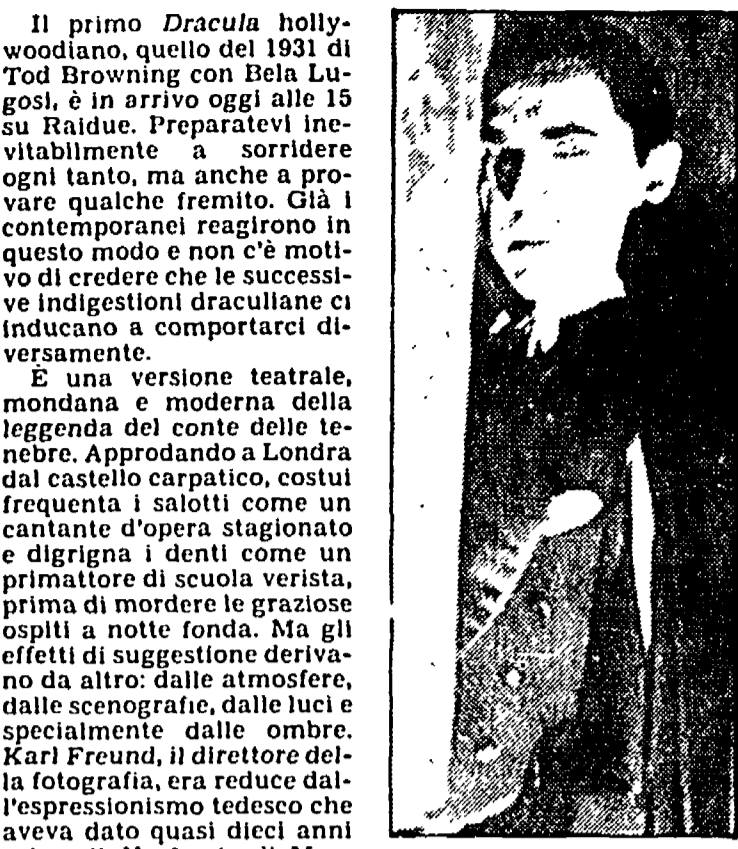 Il primo Dracula holly-
woodiano, quello del 1931 di
Tod Browning con Bela Lu-
gosi, è in arrivo oggi alle 15
su Raidue. Preparatevi ine-
vitabilmente a sorridere
ogni tanto, ma anche a pro-
vare qualche fremito. Già i
contemporanei reagirono in
questo modo e non c'è moti-
vo di credere che le successi-
ve indigestioni draculiane ci
inducano a comportarci di-
versamente.
È una versione teatrale,
mondana e moderna della
leggenda del conte delle te-
nebre. Approdando a Londra
dal castello carpatico, costui
frequenta i salotti come un
cantante d'opera stagionato
e digrigna i denti come un
primattore di scuola verista,
prima di mordere le graziose
ospiti a notte fonda. Ma gli
effetti di suggestione deriva-
no da altro: dalle atmosfere,
dalle scenografie, dalle luci e
specialmente dalle ombre.
Karl Freund, il direttore del-
la fotografia, era reduce dal-
l'espressionismo tedesco che
aveva dato quasi dieci anni